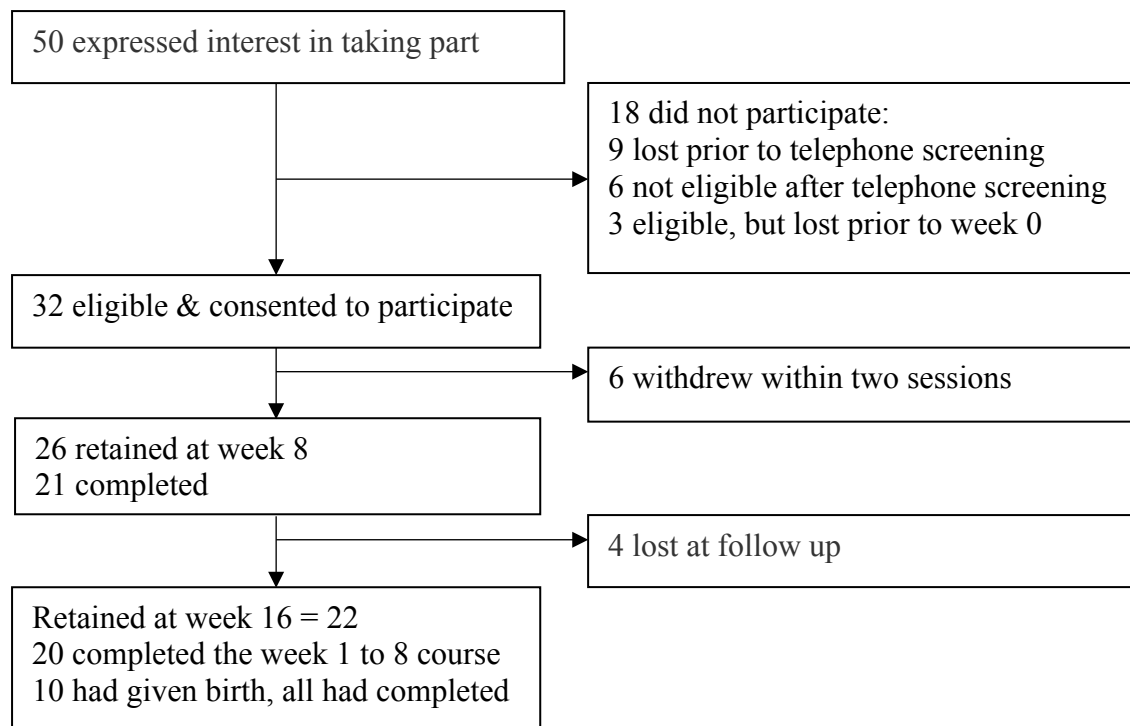 50 expressed interest in taking part
18 did not participate:
9 lost prior to telephone screening
6 not eligible after telephone screening
3 eligible, but lost prior to week 0
32 eligible & consented to participate
6 withdrew within two sessions
26 retained at week 8
21 completed
4 lost at follow up
Retained at week 16 = 22
20 completed the week 1 to 8 course
10 had given birth, all had completed